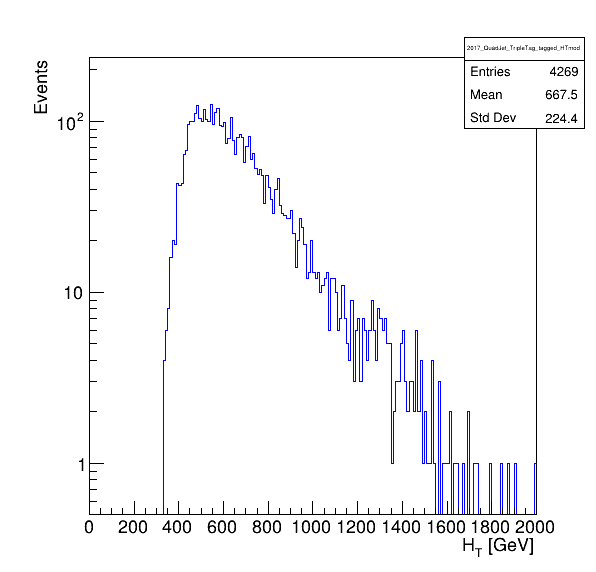 2017_QuadJet_TripleTag_tagged_HTmod
Entries 4269
Mean 667.5
Std Dev 224.4
Events
10²
10
1
0 200 400 600 800 1000 1200 1400 1600 1800 2000
H_T [GeV]